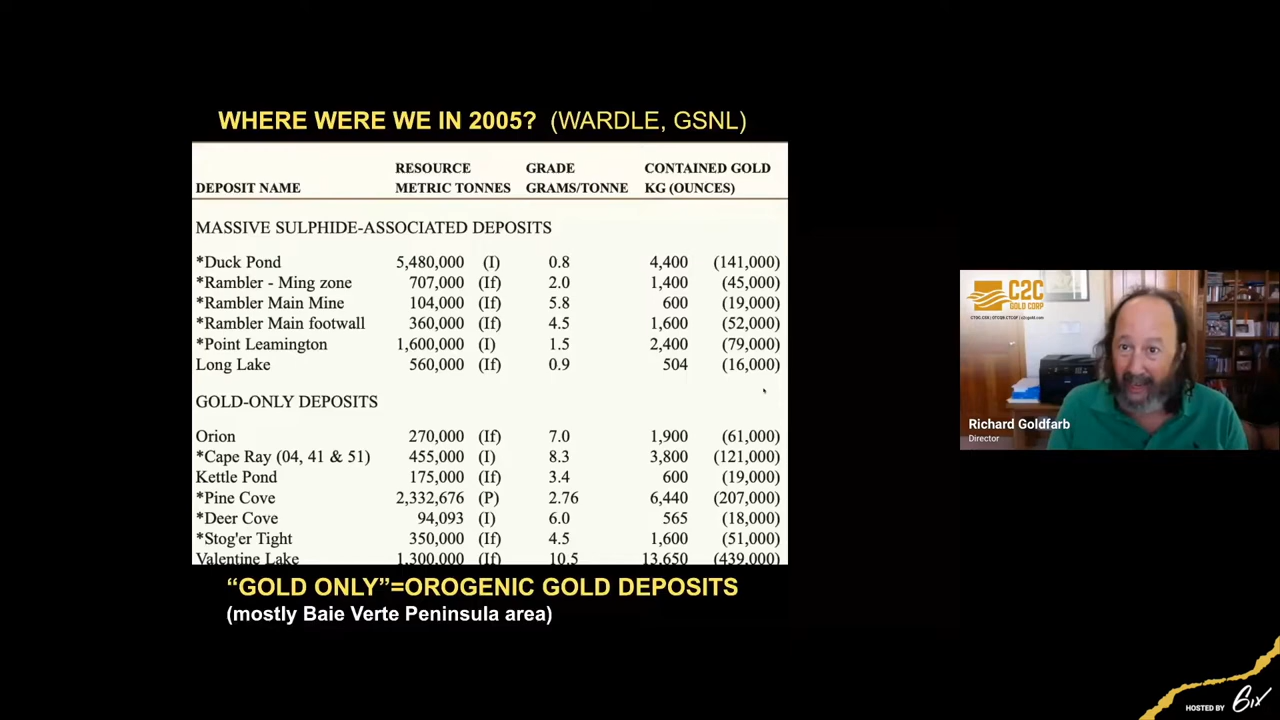 WHERE WERE WE IN 2005? (WARDLE, GSNL)
RESOURCE GRADE CONTAINED GOLD
DEPOSIT NAME METRIC TONNES GRAMS/TONNE KG (OUNCES)
MASSIVE SULPHIDE-ASSOCIATED DEPOSITS
*Duck Pond 5,480,000 (I) 0.8 4,400 (141,000)
*Rambler - Ming zone 707,000 (If) 2.0 1,400 (45,000)
*Rambler Main Mine 104,000 (If) 5.8 600 (19,000)
*Rambler Main footwall 360,000 (If) 4.5 1,600 (52,000)
*Point Leamington 1,600,000 (I) 1.5 2,400 (79,000)
Long Lake 560,000 (If) 0.9 504 (16,000)
GOLD-ONLY DEPOSITS
Orion 270,000 (If) 7.0 1,900 (61,000)
*Cape Ray (04, 41 & 51) 455,000 (I) 8.3 3,800 (121,000)
Kettle Pond 175,000 (If) 3.4 600 (19,000)
*Pine Cove 2,332,676 (P) 2.76 6,440 (207,000)
*Deer Cove 94,093 (I) 6.0 565 (18,000)
*Stog'er Tight 350,000 (If) 4.5 1,600 (51,000)
Valentine Lake 1,300,000 (If) 10.5 13,650 (439,000)
“GOLD ONLY”=OROGENIC GOLD DEPOSITS
(mostly Baie Verte Peninsula area)
C2C
GOLD CORP
Richard Goldfarb
Director
HOSTED BY 6ix